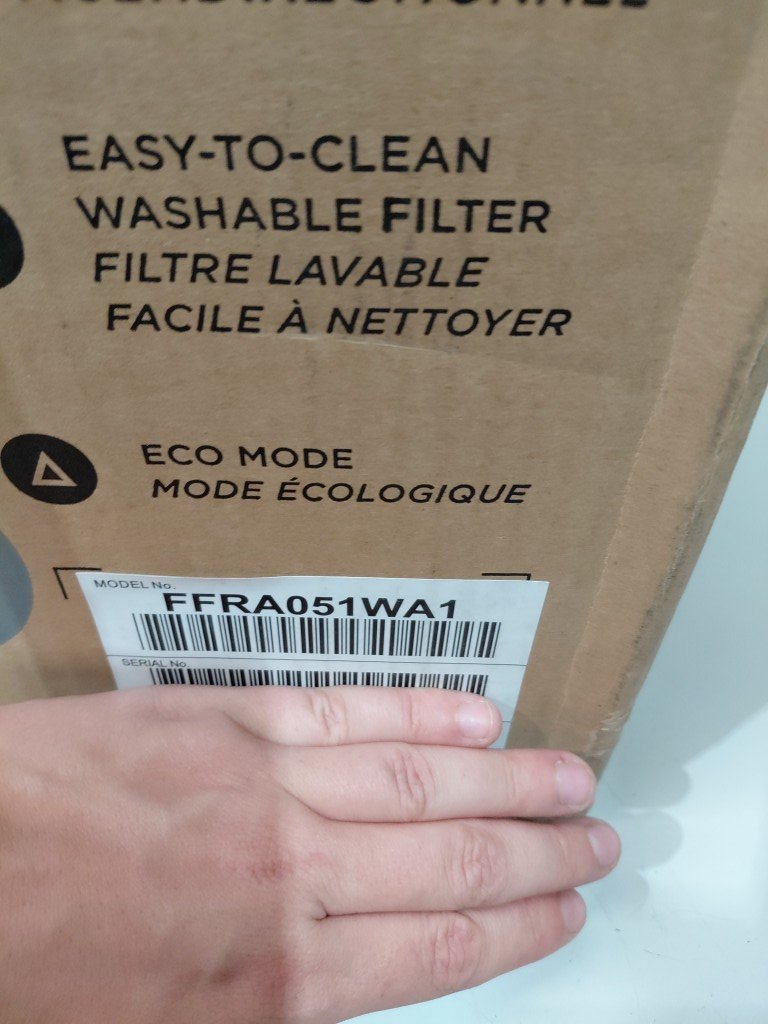 EASY-TO-CLEAN
WASHABLE FILTER
FILTRE LAVABLE
FACILE À NETTOYER
ECO MODE
MODE ÉCOLOGIQUE
MODEL No.
FFRA051WA1
SERIAL No.